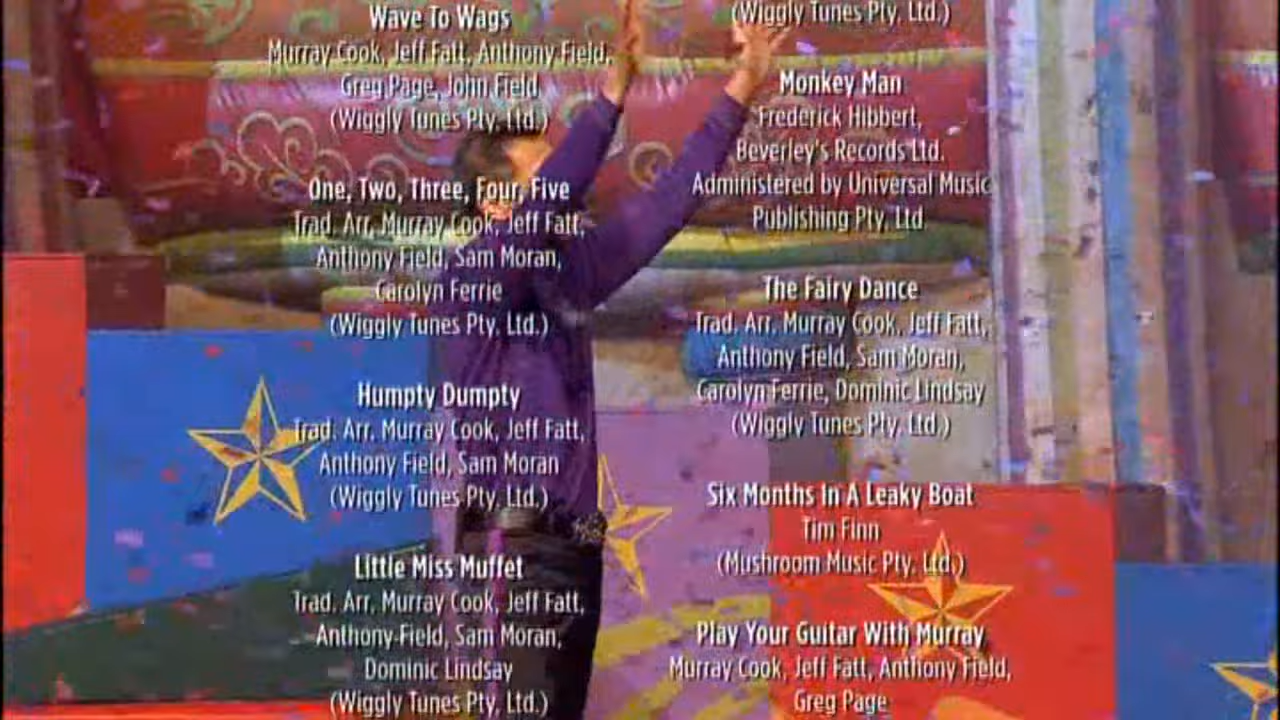 Wave To Wags
Murray Cook, Jeff Fatt, Anthony Field,
Greg Page, John Field
(Wiggly Tunes Pty. Ltd.)
One, Two, Three, Four, Five
Trad. Arr. Murray Cook, Jeff Fatt,
Anthony Field, Sam Moran,
Carolyn Ferrie
(Wiggly Tunes Pty. Ltd.)
Humpty Dumpty
Trad. Arr. Murray Cook, Jeff Fatt,
Anthony Field, Sam Moran
(Wiggly Tunes Pty. Ltd.)
Little Miss Muffet
Trad. Arr. Murray Cook, Jeff Fatt,
Anthony Field, Sam Moran,
Dominic Lindsay
(Wiggly Tunes Pty. Ltd.)
(Wiggly Tunes Pty. Ltd.)
Monkey Man
Frederick Hibbert,
Beverley's Records Ltd.
Administered by Universal Music
Publishing Pty, Ltd.
The Fairy Dance
Trad. Arr. Murray Cook, Jeff Fatt,
Anthony Field, Sam Moran,
Carolyn Ferrie, Dominic Lindsay
(Wiggly Tunes Pty. Ltd.)
Six Months In A Leaky Boat
Tim Finn
(Mushroom Music Pty. Ltd.)
Play Your Guitar With Murray
Murray Cook, Jeff Fatt, Anthony Field,
Greg Page